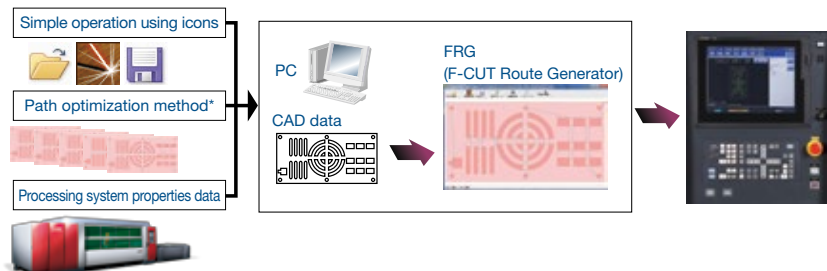 Simple operation using icons
Path optimization method*
Processing system properties data
PC
CAD data
FRG
(F-CUT Route Generator)